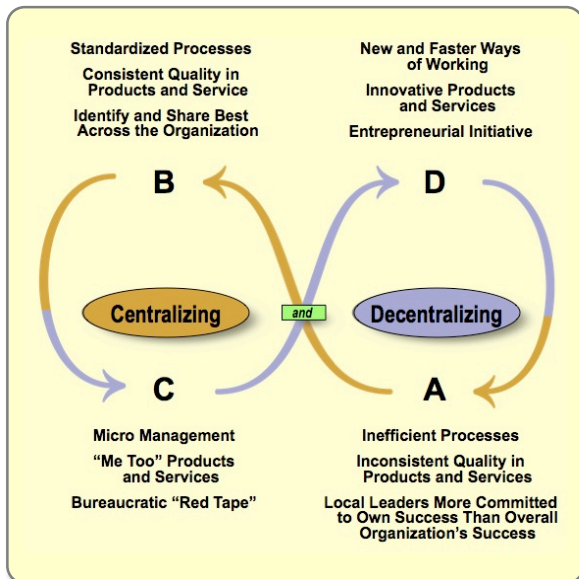 Standardized Processes
Consistent Quality in
Products and Service
Identify and Share Best
Across the Organization
New and Faster Ways
of Working
Innovative Products
and Services
Entrepreneurial Initiative
B
D
Centralizing
and
Decentralizing
C
A
Micro Management
“Me Too” Products
and Services
Bureaucratic “Red Tape”
Inefficient Processes
Inconsistent Quality in
Products and Services
Local Leaders More Committed
to Own Success Than Overall
Organization’s Success